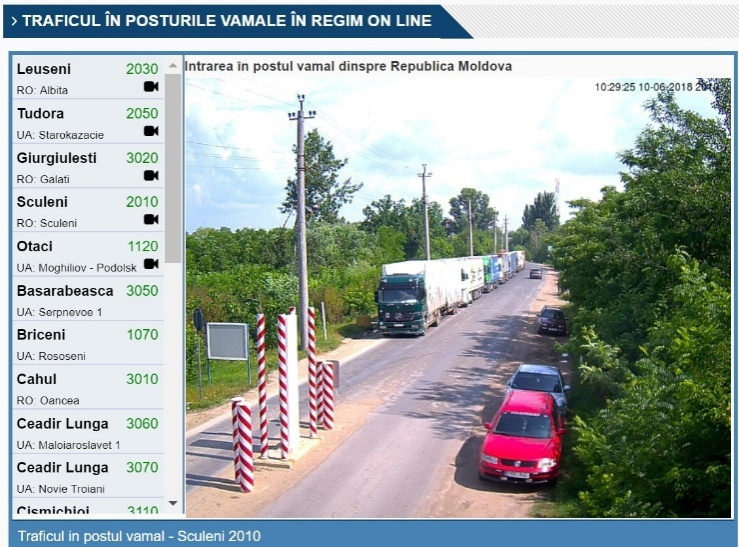 › TRAFICUL ÎN POSTURILE VAMALE ÎN REGIM ON LINE
Leuseni 2030
RO: Albita
Tudora 2050
UA: Starokazacie
Giurgiulesti 3020
RO: Galati
Sculeni 2010
RO: Sculeni
Otaci 1120
UA: Moghiliov - Podolsk
Basarabeasca 3050
UA: Serpnevoe 1
Briceni 1070
UA: Rososeni
Cahul 3010
RO: Oancea
Ceadir Lunga 3060
UA: Maloiaroslavet 1
Ceadir Lunga 3070
UA: Novie Troiani
Cismichioi 3110
Intrarea în postul vamal dinspre Republica Moldova
10:29:25 10-06-2018 2010
Traficul in postul vamal - Sculeni 2010